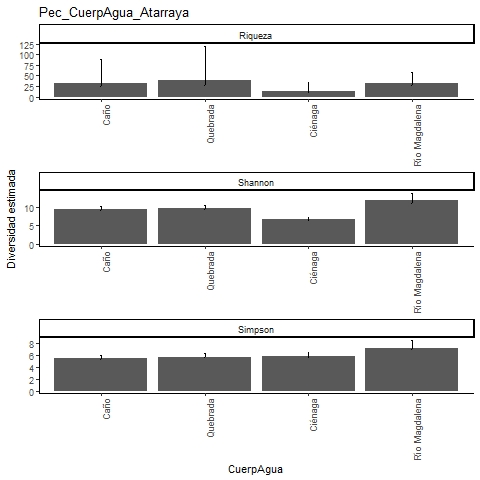 Pec_CuerpAgua_Atarraya
Riqueza
125
100
75
50
25
0
Caño
Quebrada
Ciénaga
Río Magdalena
Diversidad estimada
Shannon
10
5
0
Caño
Quebrada
Ciénaga
Río Magdalena
Simpson
8
6
4
2
0
Caño
Quebrada
Ciénaga
Río Magdalena
CuerpAgua